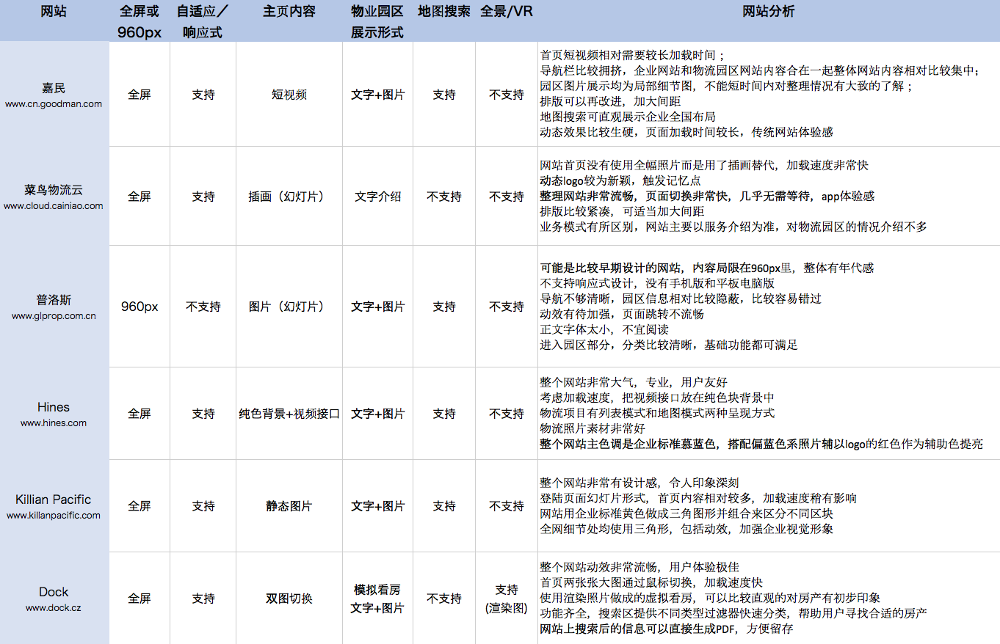 网站 全屏或 自适应／ 主页内容 物业园区 地图搜索 全景/VR 网站分析
960px 响应式 展示形式
嘉民
www.cn.goodman.com
全屏 支持 短视频 文字+图片 支持 不支持
首页短视频相对需要较长加载时间；
导航栏比较拥挤，企业网站和物流园区网站内容合在一起整体网站内容相对比较集中；
园区图片展示均为局部细节图，不能短时间内对整理情况有大致的了解；
排版可以再改进，加大间距
地图搜索可直观展示企业全国布局
动态效果比较生硬，页面加载时间较长，传统网站体验感
菜鸟物流云
www.cloud.cainiao.com
全屏 支持 插画（幻灯片） 文字介绍 不支持 不支持
网站首页没有使用全幅照片而是用了插画替代，加载速度非常快
动态logo较为新颖，触发记忆点
整理网站非常流畅，页面切换非常快，几乎无需等待，app体验感
排版比较紧凑，可适当加大间距
业务模式有所区别，网站主要以服务介绍为准，对物流园区的情况介绍不多
普洛斯
www.glprop.com.cn
960px 不支持 图片（幻灯片） 文字+图片 支持 不支持
可能是比较早期设计的网站，内容局限在960px里，整体有年代感
不支持响应式设计，没有手机版和平板电脑版
导航不够清晰，园区信息相对比较隐蔽，比较容易错过
动效有待加强，页面跳转不流畅
正文字体太小，不宜阅读
进入园区部分，分类比较清晰，基础功能都可满足
Hines
www.hines.com
全屏 支持 纯色背景+视频接口 文字+图片 支持 不支持
整个网站非常大气，专业，用户友好
考虑加载速度，把视频接口放在纯色块背景中
物流项目有列表模式和地图模式两种呈现方式
物流照片素材非常好
整个网站主色调是企业标准慕蓝色，搭配偏蓝色系照片辅以logo的红色作为辅助色提亮
Killian Pacific
www.killanpacific.com
全屏 支持 静态图片 文字+图片 支持 不支持
整个网站非常有设计感，令人印象深刻
登陆页面幻灯片形式，首页内容相对较多，加载速度稍有影响
网站用企业标准黄色做成三角图形并组合来区分不同区块
全网细节处均使用三角形，包括动效，加强企业视觉形象
Dock
www.dock.cz
全屏 支持 双图切换 模拟看房 不支持 支持
文字+图片 (渲染图)
整个网站动效非常流畅，用户体验极佳
首页两张张大图通过鼠标切换，加载速度快
使用渲染照片做成的虚拟看房，可以比较直观的对房产有初步印象
功能齐全，搜索区提供不同类型过滤器快速分类，帮助用户寻找合适的房产
网站上搜索后的信息可以直接生成PDF，方便留存